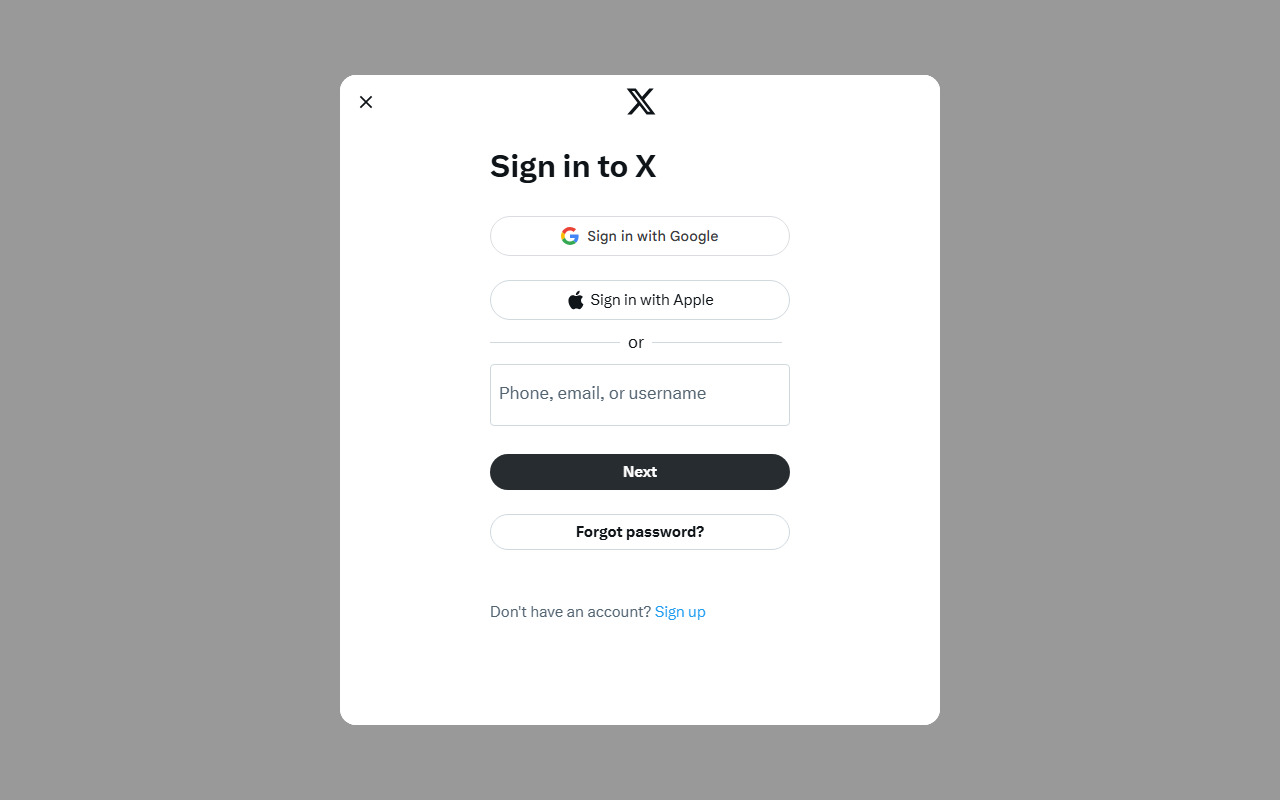 Sign in to X
Sign in with Google
Sign in with Apple
or
Phone, email, or username
Next
Forgot password?
Don't have an account? Sign up